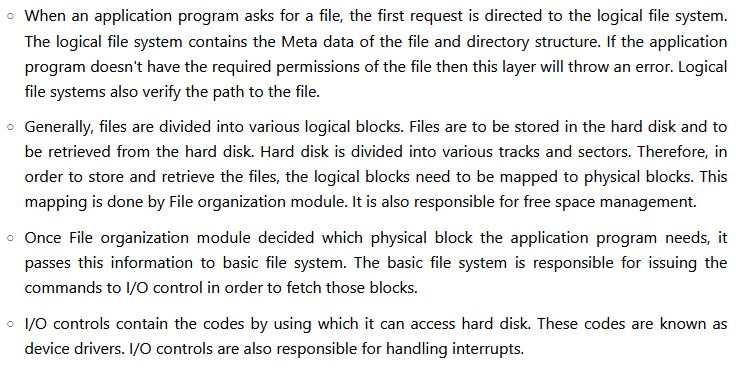 ○ When an application program asks for a file, the first request is directed to the logical file system.
The logical file system contains the Meta data of the file and directory structure. If the application
program doesn't have the required permissions of the file then this layer will throw an error. Logical
file systems also verify the path to the file.
○ Generally, files are divided into various logical blocks. Files are to be stored in the hard disk and to
be retrieved from the hard disk. Hard disk is divided into various tracks and sectors. Therefore, in
order to store and retrieve the files, the logical blocks need to be mapped to physical blocks. This
mapping is done by File organization module. It is also responsible for free space management.
○ Once File organization module decided which physical block the application program needs, it
passes this information to basic file system. The basic file system is responsible for issuing the
commands to I/O control in order to fetch those blocks.
○ I/O controls contain the codes by using which it can access hard disk. These codes are known as
device drivers. I/O controls are also responsible for handling interrupts.